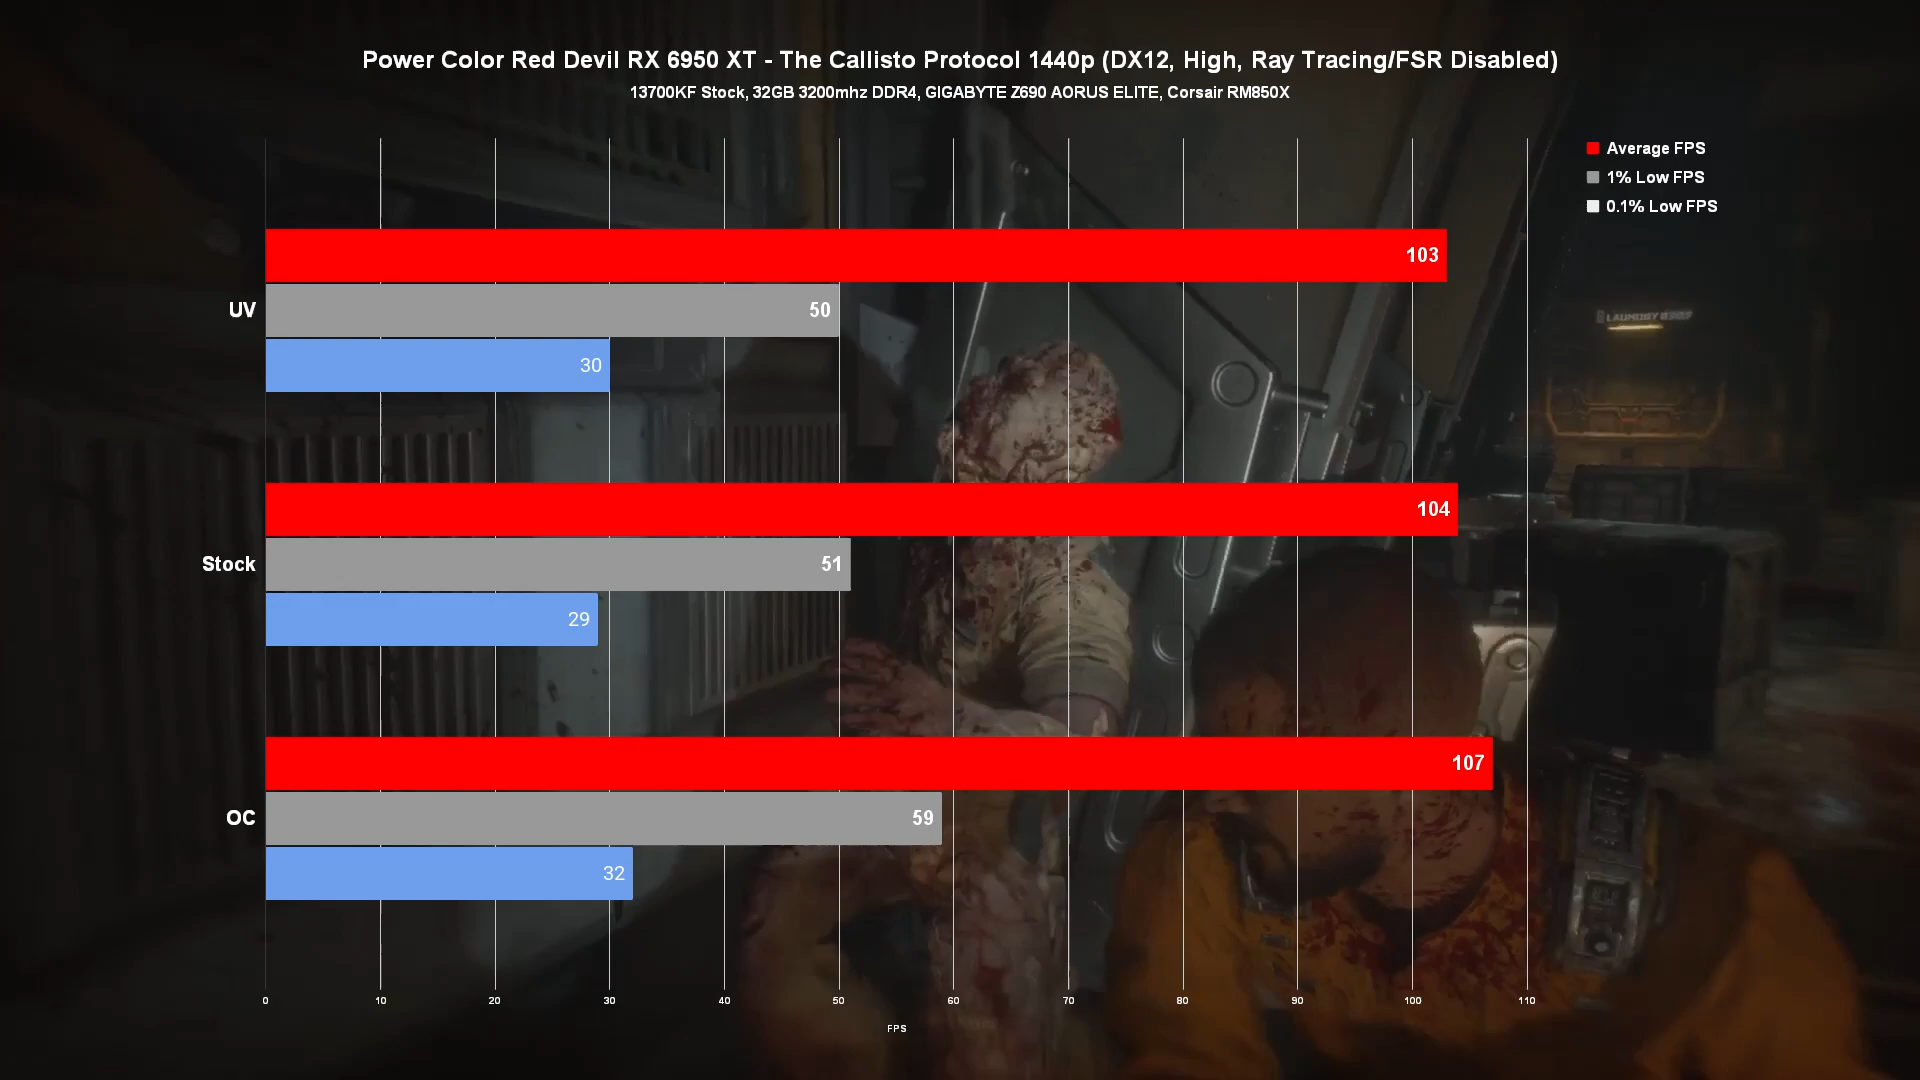 Power Color Red Devil RX 6950 XT - The Callisto Protocol 1440p (DX12, High, Ray Tracing/FSR Disabled)
13700KF Stock, 32GB 3200mhz DDR4, GIGABYTE Z690 AORUS ELITE, Corsair RM850X
Average FPS
1% Low FPS
0.1% Low FPS
103
UV
50
30
104
Stock
51
29
107
OC
59
32
0 10 20 30 40 50 60 70 80 90 100 110
FPS